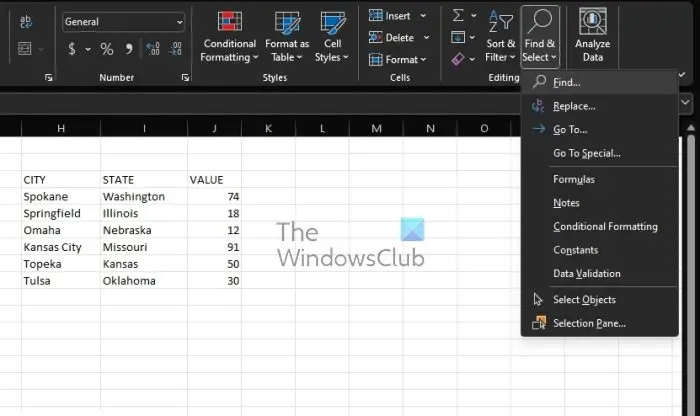 General
Conditional Formatting
Format as Table
Cell Styles
Insert
Delete
Format
Sort & Filter
Find & Select
Analyze Data
Number
Styles
Cells
Editing
Find...
Replace...
Go To...
Go To Special...
Formulas
Notes
Conditional Formatting
Constants
Data Validation
Select Objects
Selection Pane...
H I J K L M N O
CITY STATE VALUE
Spokane Washington 74
Springfield Illinois 18
Omaha Nebraska 12
Kansas City Missouri 91
Topeka Kansas 50
Tulsa Oklahoma 30
The
WindowsClub